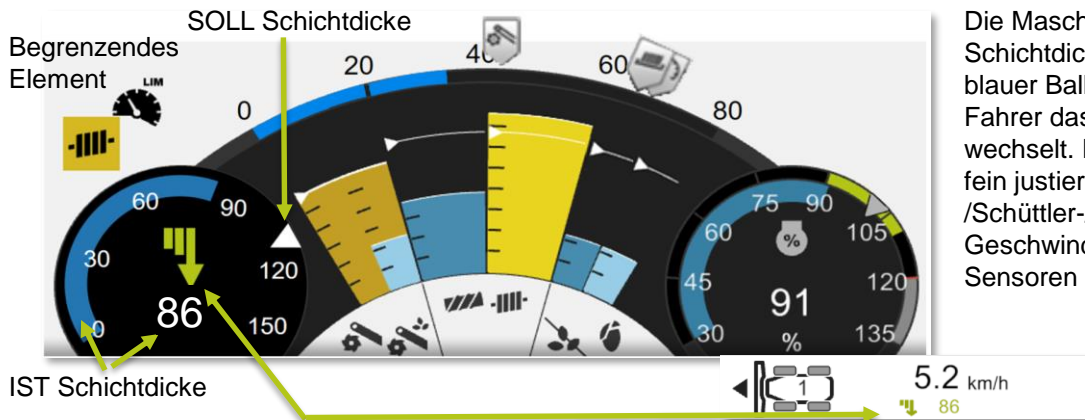 SOLL Schichtdicke
Begrenzendes
Element
LIM
0
20
40
60
80
0
30
60
90
120
150
86
30
45
60
75
90
105
120
135
%
91
%
IST Schichtdicke
1
5.2 km/h
86
Die Masch
Schichtdic
blauer Ball
Fahrer das
wechselt.
fein justier
/Schüttler-
Geschwind
Sensoren